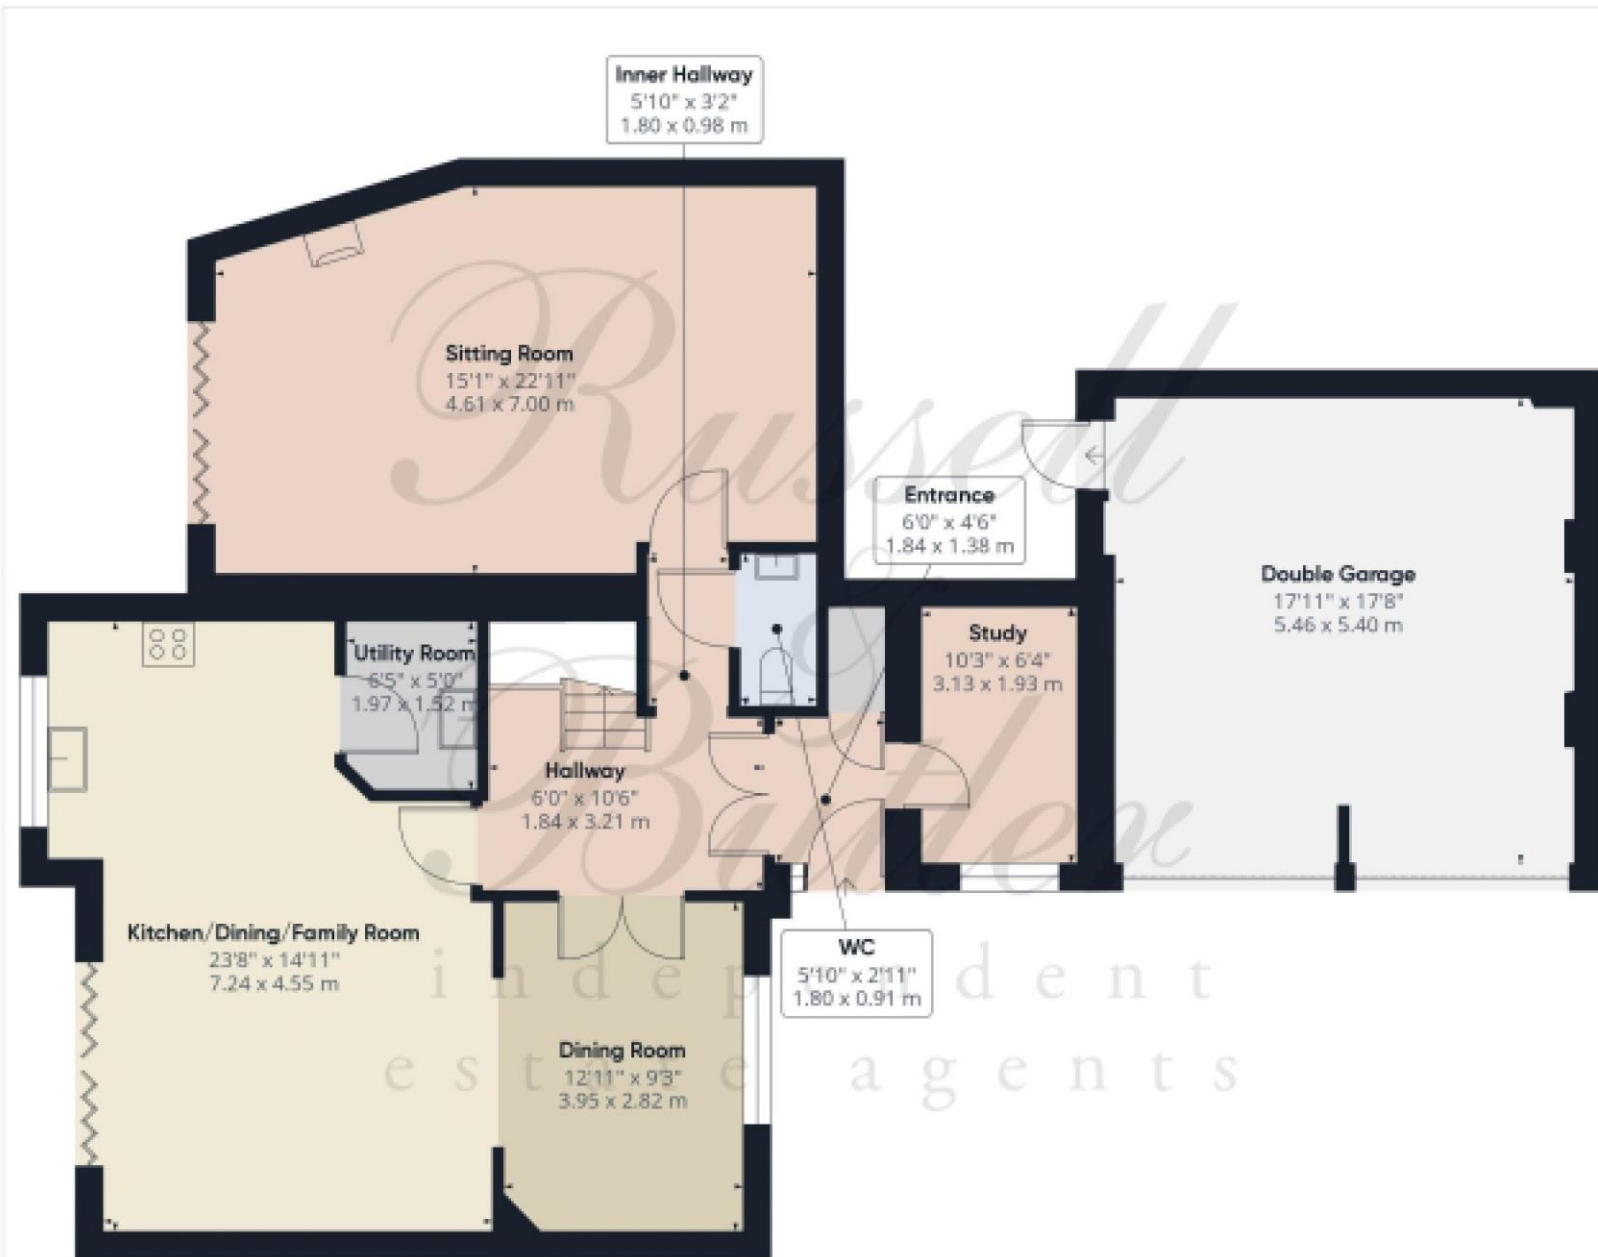 Inner Hallway
5'10" x 3'2"
1.80 x 0.98 m
Sitting Room
15'1" x 22'11"
4.61 x 7.00 m
Entrance
6'0" x 4'6"
1.84 x 1.38 m
Double Garage
17'11" x 17'8"
5.46 x 5.40 m
Study
10'3" x 6'4"
3.13 x 1.93 m
Utility Room
6'5" x 5'0"
1.97 x 1.52 m
Hallway
6'0" x 10'6"
1.84 x 3.21 m
Kitchen/Dining/Family Room
23'8" x 14'11"
7.24 x 4.55 m
WC
5'10" x 2'11"
1.80 x 0.91 m
Dining Room
12'11" x 9'3"
3.95 x 2.82 m
Russell
&
Butler
independent
estate agents